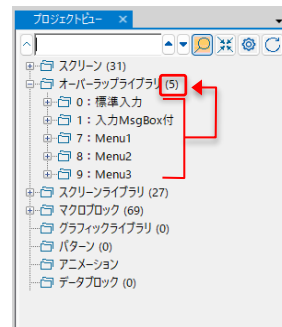 プロジェクトビュー ×
スクリーン (31)
オーバーラップライブラリ (5)
0：標準入力
1：入力MsgBox付
7：Menu1
8：Menu2
9：Menu3
スクリーンライブラリ (27)
マクロブロック (69)
グラフィックライブラリ (0)
パターン (0)
アニメーション
データブロック (0)